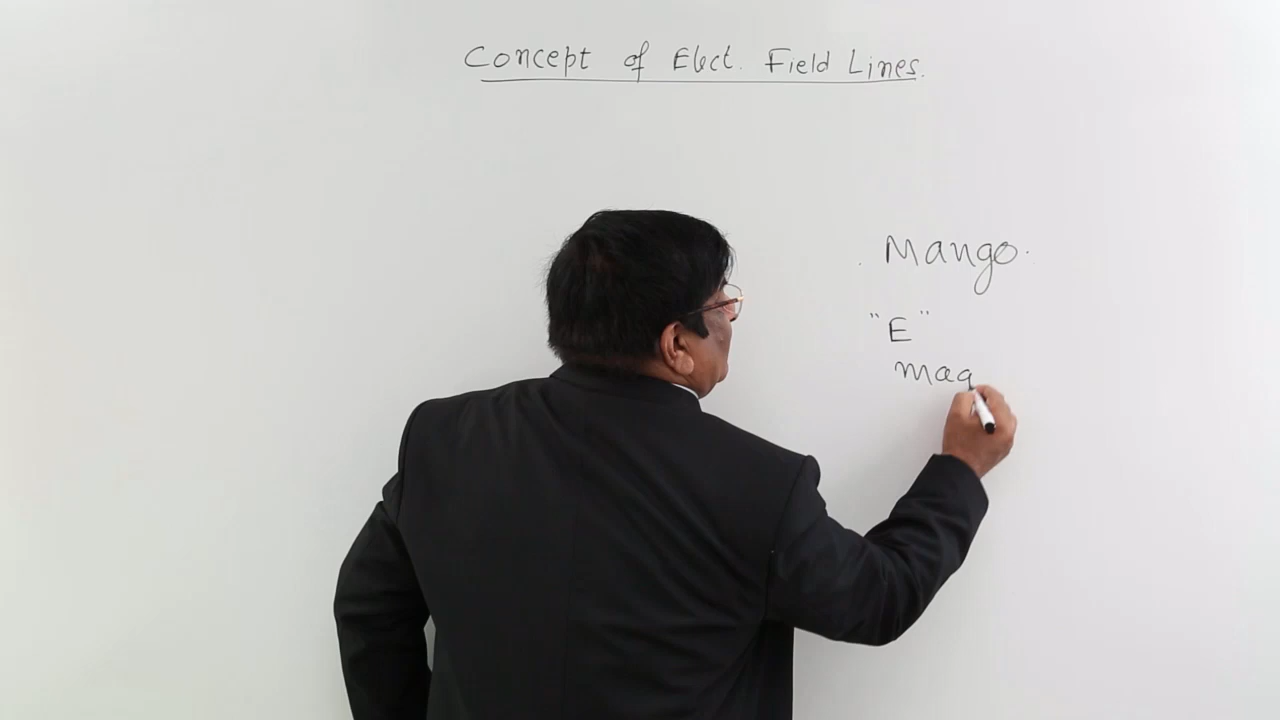 Concept of Elect. Field Lines.
. Mango.
"E"
mag